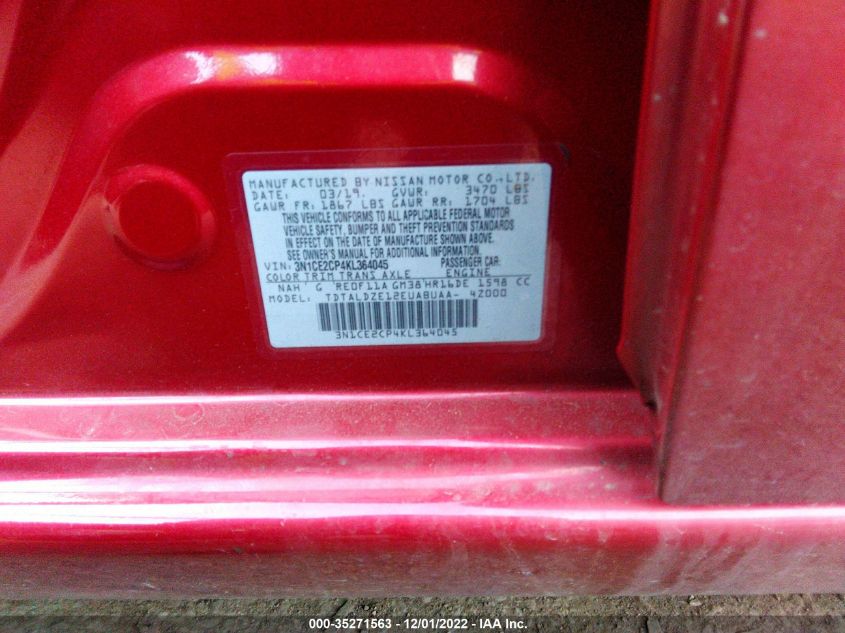 MANUFACTURED BY NISSAN MOTOR CO.,LTD.
DATE: 03/19. GVWR: 3470 LBS
GAWR FR: 1867 LBS GAWR RR: 1704 LBS
THIS VEHICLE CONFORMS TO ALL APPLICABLE FEDERAL MOTOR
VEHICLE SAFETY, BUMPER AND THEFT PREVENTION STANDARDS
IN EFFECT ON THE DATE OF MANUFACTURE SHOWN ABOVE.
SEE OWNER'S MANUAL FOR ADDITIONAL INFORMATION.
VIN: 3N1CE2CP4KL364045 PASSENGER CAR
COLOR TRIM TRANS AXLE ENGINE
NAH G RE0F11A GM38 HR16DE 1598 CC
MODEL: TDTALDZE12EUABUAA- 42000
3N1CE2CP4KL364045
000-35271563 - 12/01/2022 - IAA Inc.